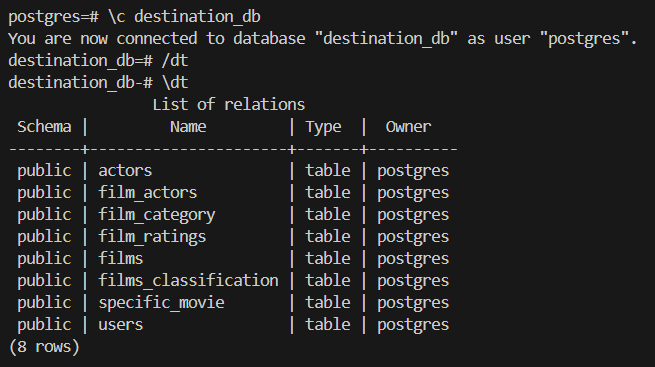 postgres=# \c destination_db
You are now connected to database "destination_db" as user "postgres".
destination_db=# /dt
destination_db-# \dt
                List of relations
 Schema |         Name         | Type  |  Owner
--------+----------------------+-------+----------
 public | actors               | table | postgres
 public | film_actors          | table | postgres
 public | film_category        | table | postgres
 public | film_ratings         | table | postgres
 public | films                | table | postgres
 public | films_classification | table | postgres
 public | specific_movie       | table | postgres
 public | users                | table | postgres
(8 rows)